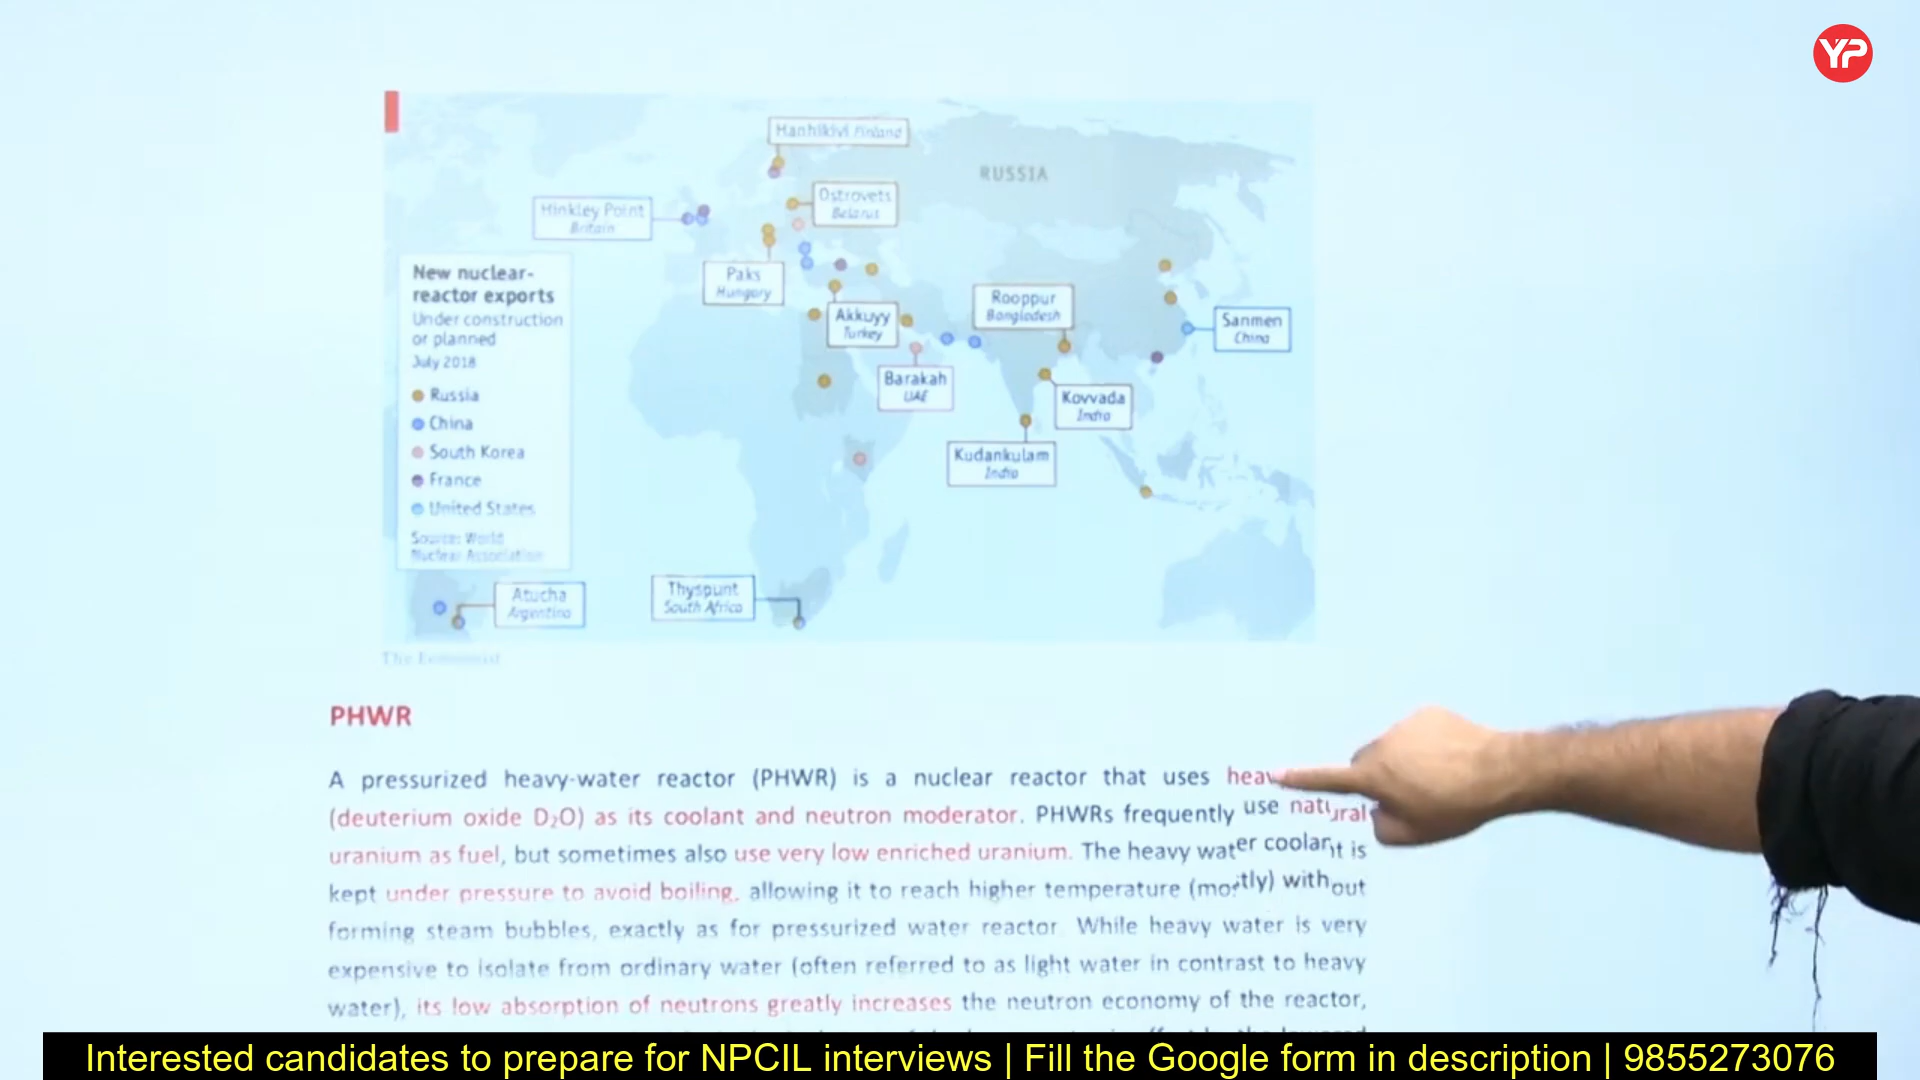 YP
Hanhikivi Finland
RUSSIA
Ostrovets
Belarus
Hinkley Point
Britain
Paks
Hungary
New nuclear-
reactor exports
Under construction
or planned
July 2018
Russia
China
South Korea
France
United States
Source: World
Nuclear Association
Rooppur
Bangladesh
Akkuyy
Turkey
Sanmen
China
Barakah
UAE
Kovvada
India
Kudankulam
India
Atucha
Argentina
Thyspunt
South Africa
The Economist
PHWR
A pressurized heavy-water reactor (PHWR) is a nuclear reactor that uses
(deuterium oxide D₂O) as its coolant and neutron moderator. PHWRs frequently use natural
uranium as fuel, but sometimes also use very low enriched uranium. The heavy water coolant is
kept under pressure to avoid boiling, allowing it to reach higher temperature (mostly) without
forming steam bubbles, exactly as for pressurized water reactor. While heavy water is very
expensive to isolate from ordinary water (often referred to as light water in contrast to heavy
water), its low absorption of neutrons greatly increases the neutron economy of the reactor,
Interested candidates to prepare for NPCIL interviews | Fill the Google form in description | 9855273076